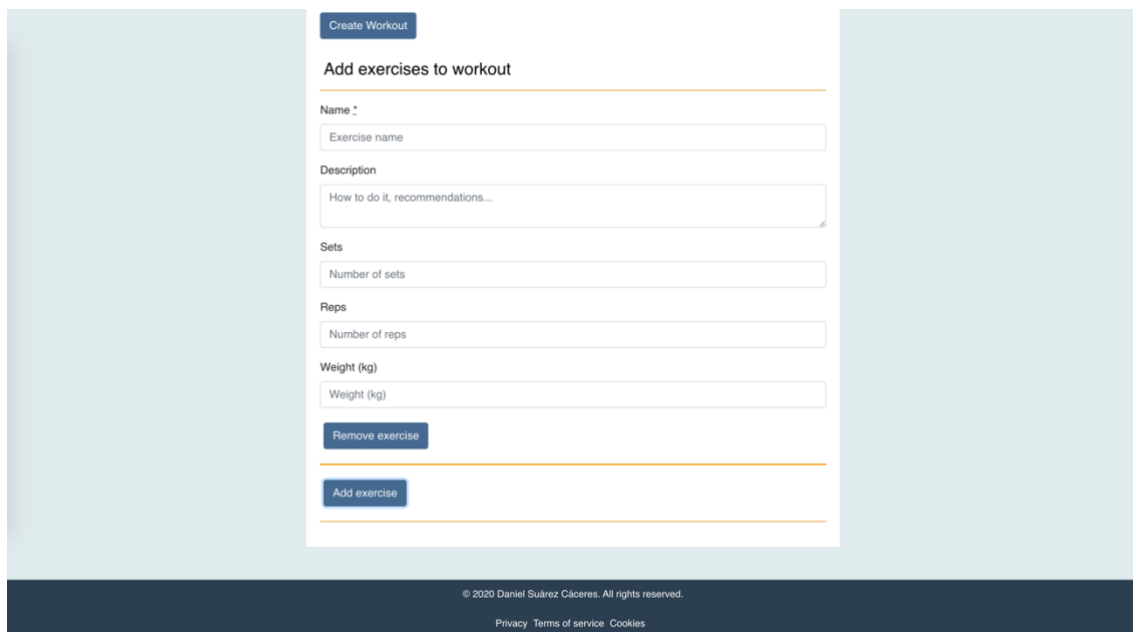 Create Workout
Add exercises to workout
Name *
Exercise name
Description
How to do it, recommendations...
Sets
Number of sets
Reps
Number of reps
Weight (kg)
Weight (kg)
Remove exercise
Add exercise
© 2020 Daniel Suárez Cáceres. All rights reserved.
Privacy Terms of service Cookies